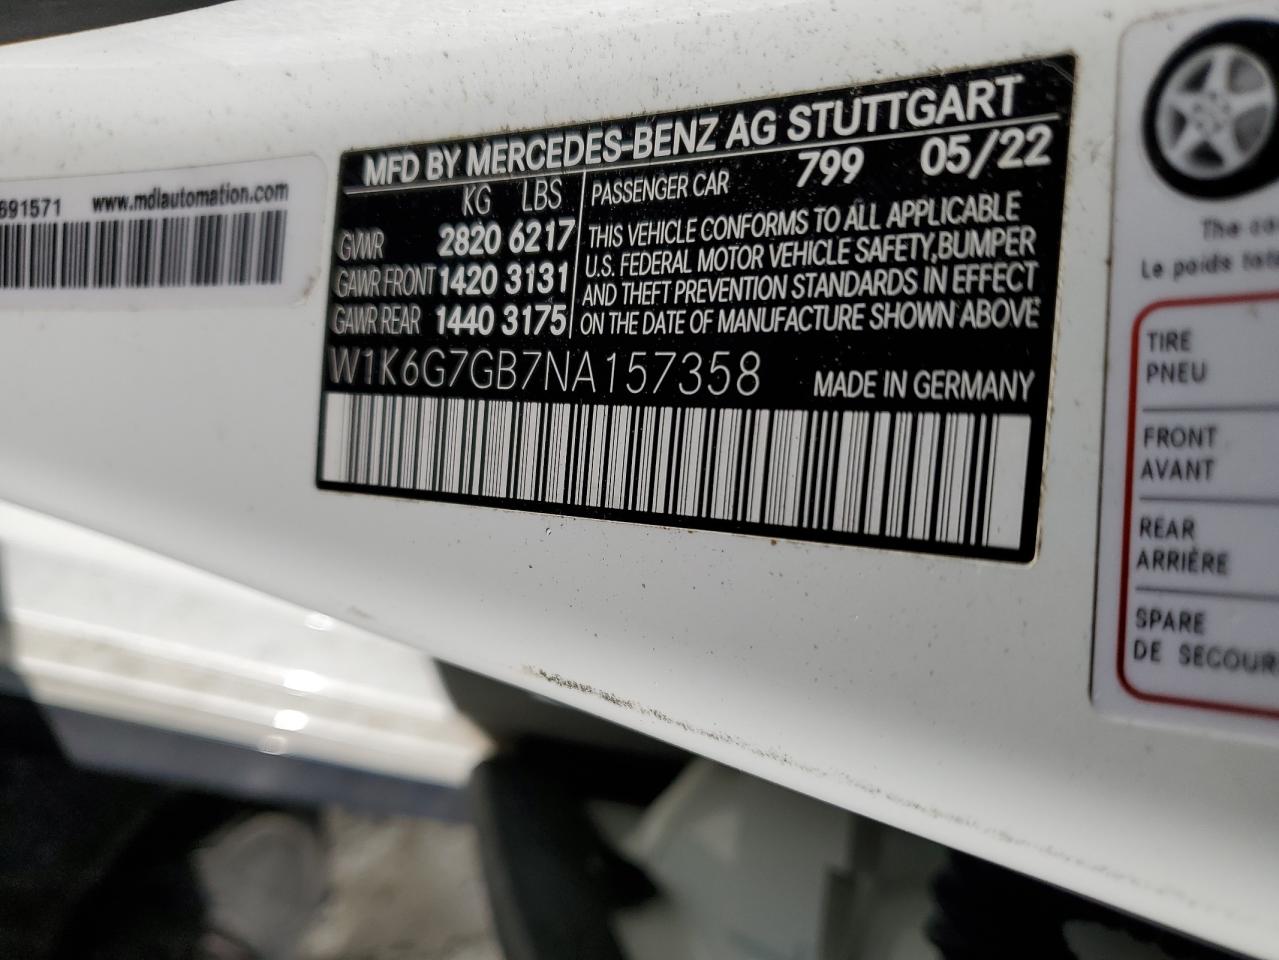 691571 www.mdlautomation.com
MFD BY MERCEDES-BENZ AG STUTTGART
KG LBS
GVWR 2820 6217
GAWR FRONT 1420 3131
GAWR REAR 1440 3175
PASSENGER CAR 799 05/22
THIS VEHICLE CONFORMS TO ALL APPLICABLE
U.S. FEDERAL MOTOR VEHICLE SAFETY, BUMPER
AND THEFT PREVENTION STANDARDS IN EFFECT
ON THE DATE OF MANUFACTURE SHOWN ABOVE
W1K6G7GB7NA157358 MADE IN GERMANY
The
Le poids
TIRE
PNEU
FRONT
AVANT
REAR
ARRIÈRE
SPARE
DE SECOUR